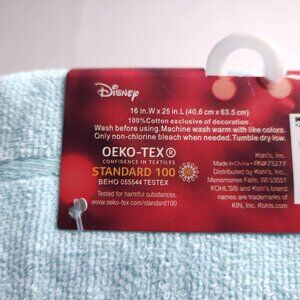 Disney
16 in.W x 25 in.L (40.6 cm x 63.5 cm)
100%Cotton exclusive of decoration
Wash before using. Machine wash warm with like colors.
Only non-chlorine bleach when needed. Tumble dry low.
OEKO-TEX®
CONFIDENCE IN TEXTILES
STANDARD 100
BEHO 055544 TESTEX
Tested for harmful substances.
www.oeko-tex.com/standard100
Kohl's, Inc.
Made in China • RN#73277
Distributed by Kohl's, Inc.
Menomonee Falls, WI 53051
KOHL'S® and Kohl's brand
names are trademarks of
KIN, Inc. Kohls.com